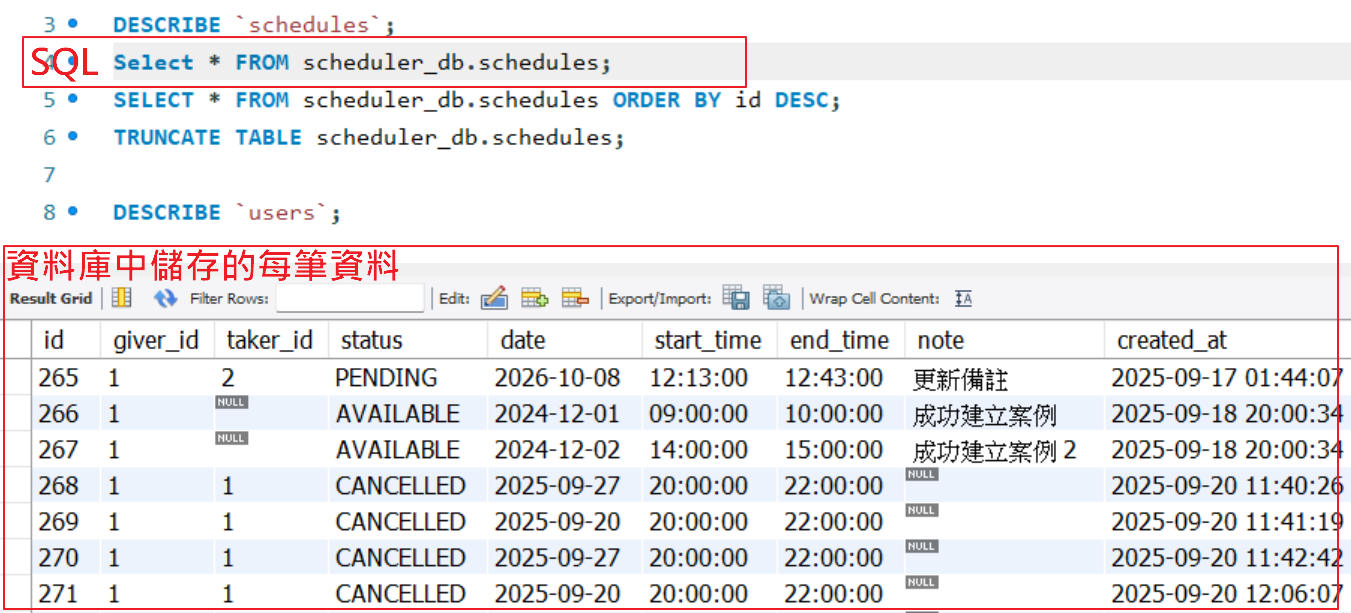 3 DESCRIBE `schedules`;
SQL
4 Select * FROM scheduler_db.schedules;
5 SELECT * FROM scheduler_db.schedules ORDER BY id DESC;
6 TRUNCATE TABLE scheduler_db.schedules;
7
8 DESCRIBE `users`;
資料庫中儲存的每筆資料
Result Grid Filter Rows: Edit: Export/Import: Wrap Cell Content: IA
id giver_id taker_id status date start_time end_time note created_at
265 1 2 PENDING 2026-10-08 12:13:00 12:43:00 更新備註 2025-09-17 01:44:07
266 1 NULL AVAILABLE 2024-12-01 09:00:00 10:00:00 成功建立案例 2025-09-18 20:00:34
267 1 NULL AVAILABLE 2024-12-02 14:00:00 15:00:00 成功建立案例 2 2025-09-18 20:00:34
268 1 1 CANCELLED 2025-09-27 20:00:00 22:00:00 NULL 2025-09-20 11:40:26
269 1 1 CANCELLED 2025-09-20 20:00:00 22:00:00 NULL 2025-09-20 11:41:19
270 1 1 CANCELLED 2025-09-27 20:00:00 22:00:00 NULL 2025-09-20 11:42:42
271 1 1 CANCELLED 2025-09-20 20:00:00 22:00:00 NULL 2025-09-20 12:06:07